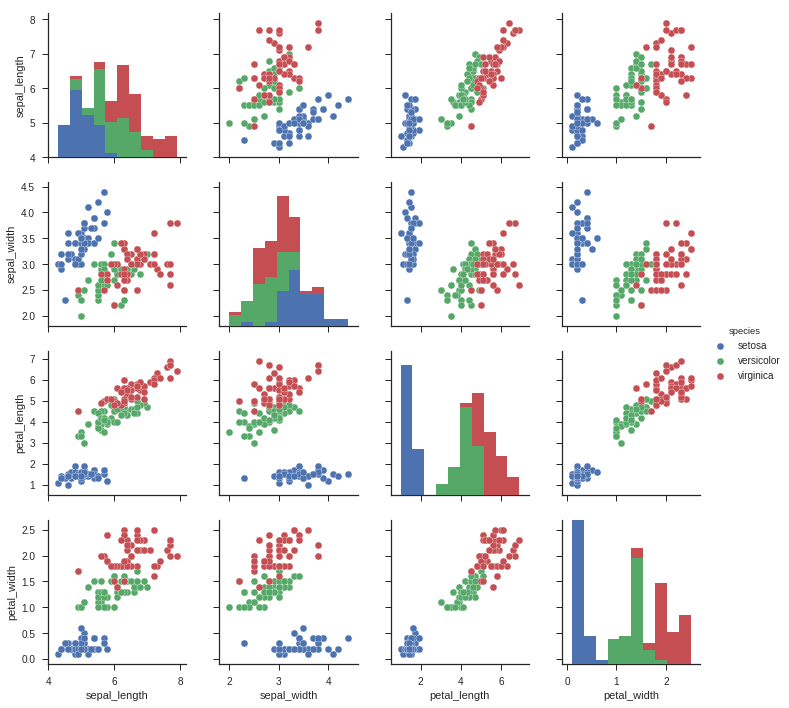 sepal_length
8
7
6
5
4
sepal_width
4.5
4.0
3.5
3.0
2.5
2.0
species
setosa
versicolor
virginica
petal_length
7
6
5
4
3
2
1
petal_width
2.5
2.0
1.5
1.0
0.5
0.0
4 6 8 2 3 4 2 4 6 0 1 2
sepal_length sepal_width petal_length petal_width